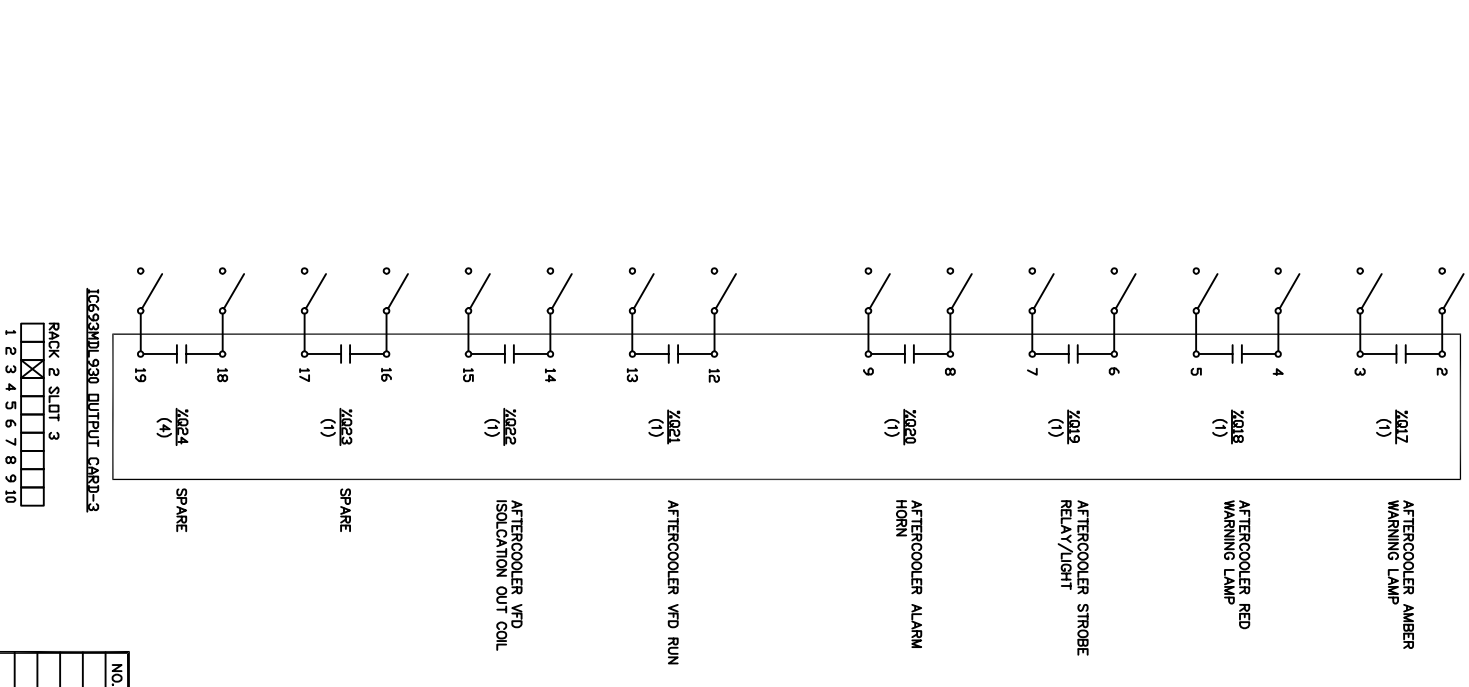 IC693MDL930 OUTPUT CARD-3
RACK 2 SLOT 3
1 2 3 4 5 6 7 8 9 10
2
3
%Q17
(1)
AFTERCOOLER AMBER
WARNING LAMP
4
5
%Q18
(1)
AFTERCOOLER RED
WARNING LAMP
6
7
%Q19
(1)
AFTERCOOLER STROBE
RELAY/LIGHT
8
9
%Q20
(1)
AFTERCOOLER ALARM
HORN
12
13
%Q21
(1)
AFTERCOOLER VFD RUN
14
15
%Q22
(1)
AFTERCOOLER VFD
ISOLCATION OUT COIL
16
17
%Q23
(1)
SPARE
18
19
%Q24
(4)
SPARE
NO.